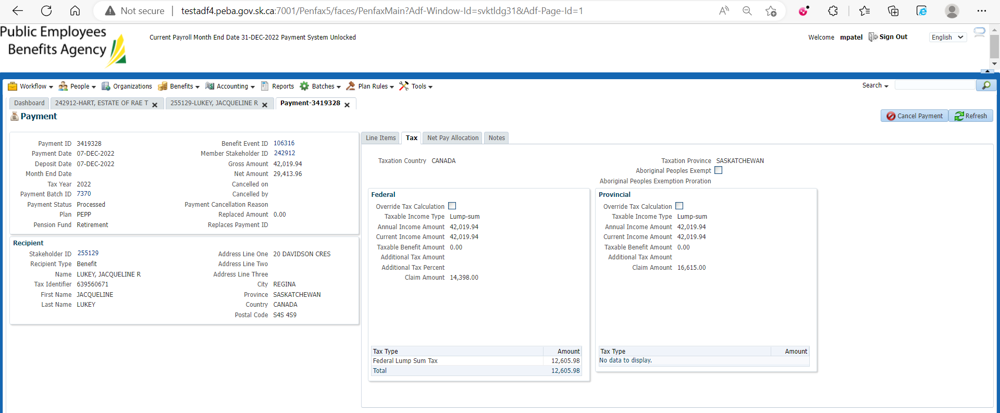 Not secure | testadf4.peba.gov.sk.ca:7001/Penfax5/faces/PenfaxMain?Adf-Window-Id=svktldg31&Adf-Page-Id=1
Public Employees
Benefits Agency
Current Payroll Month End Date 31-DEC-2022 Payment System Unlocked
Welcome mpatel Sign Out English
Workflow People Organizations Benefits Accounting Reports Batches Plan Rules Tools Search
Dashboard 242912-HART, ESTATE OF RAE T 255129-LUKEY, JACQUELINE R Payment-3419328
Payment
Cancel Payment Refresh
Payment ID 3419328
Payment Date 07-DEC-2022
Deposit Date 07-DEC-2022
Month End Date
Tax Year 2022
Payment Batch ID 7370
Payment Status Processed
Plan PEPP
Pension Fund Retirement
Benefit Event ID 106316
Member Stakeholder ID 242912
Gross Amount 42,019.94
Net Amount 29,413.96
Cancelled on
Cancelled by
Payment Cancellation Reason
Replaced Amount 0.00
Replaces Payment ID
Recipient
Stakeholder ID 255129
Recipient Type Benefit
Name LUKEY, JACQUELINE R
Tax Identifier 639560671
First Name JACQUELINE
Last Name LUKEY
Address Line One 20 DAVIDSON CRES
Address Line Two
Address Line Three
City REGINA
Province SASKATCHEWAN
Country CANADA
Postal Code S4S 4S9
Line Items Tax Net Pay Allocation Notes
Taxation Country CANADA
Taxation Province SASKATCHEWAN
Aboriginal Peoples Exempt
Aboriginal Peoples Exemption Proration
Federal
Override Tax Calculation
Taxable Income Type Lump-sum
Annual Income Amount 42,019.94
Current Income Amount 42,019.94
Taxable Benefit Amount 0.00
Additional Tax Amount
Additional Tax Percent
Claim Amount 14,398.00
Tax Type Amount
Federal Lump Sum Tax 12,605.98
Total 12,605.98
Provincial
Override Tax Calculation
Taxable Income Type Lump-sum
Annual Income Amount 42,019.94
Current Income Amount 42,019.94
Taxable Benefit Amount 0.00
Additional Tax Amount
Claim Amount 16,615.00
Tax Type Amount
No data to display.